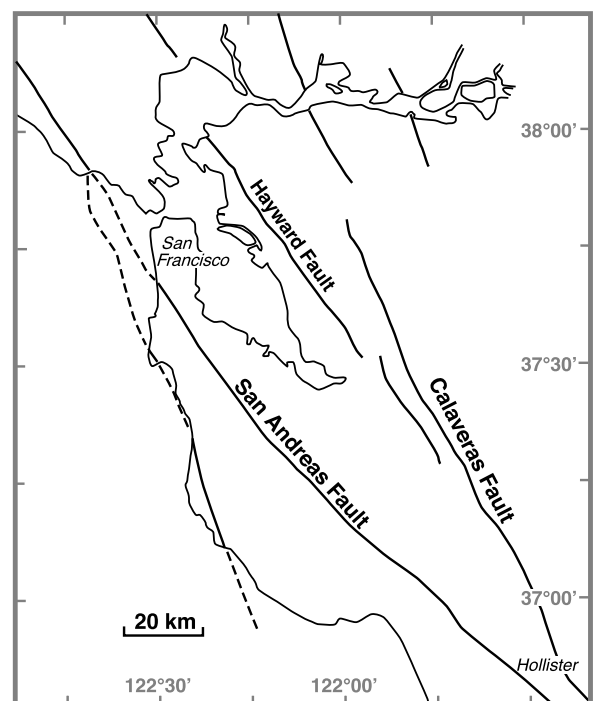 38°00'
Hayward Fault
San
Francisco
37°30'
San Andreas Fault
Calaveras Fault
37°00'
20 km
Hollister
122°30'
122°00'